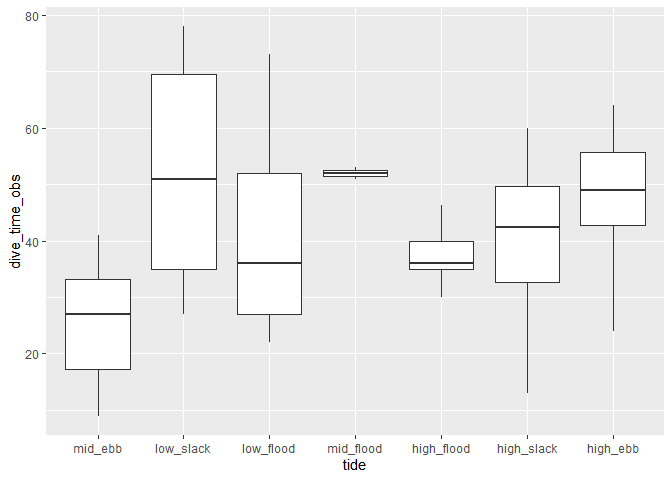 80
60
40
20
dive_time_obs
mid_ebb low_slack low_flood mid_flood high_flood high_slack high_ebb
tide